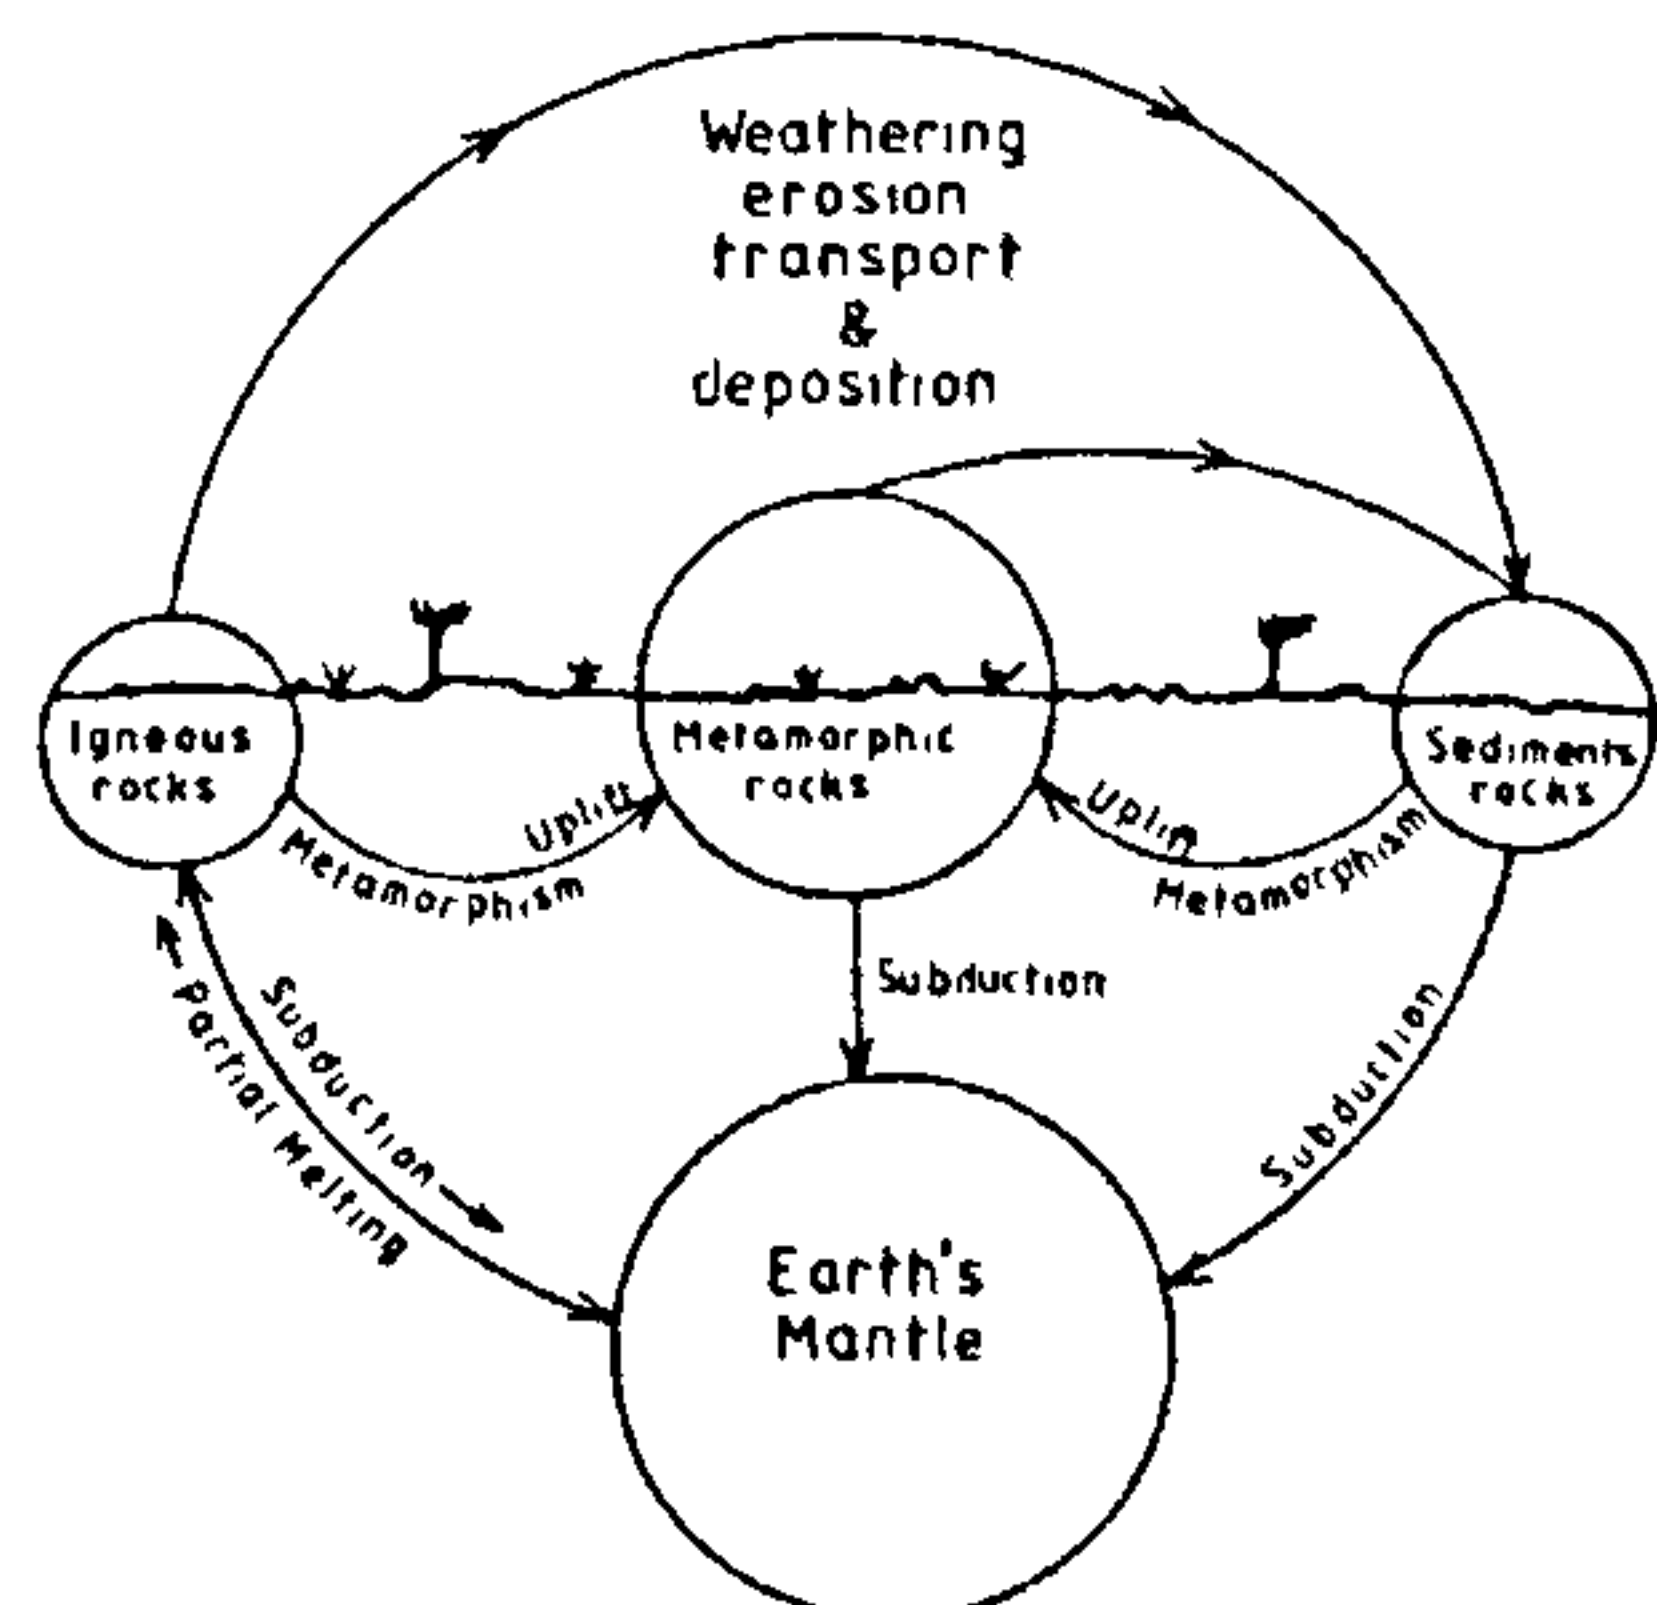 Weathering
erosion
transport
&
deposition
Igneous
rocks
Metamorphic
rocks
Sediments
rocks
Uplift
Metamorphism
Uplift
Metamorphism
Subduction
Partial Melting
Subduction
Subduction
Earth's
Mantle